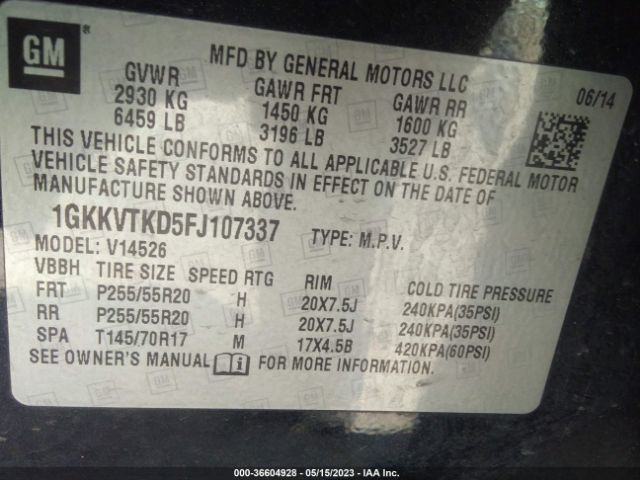 GM ®
MFD BY GENERAL MOTORS LLC
06/14
GVWR GAWR FRT GAWR RR
2930 KG 1450 KG 1600 KG
6459 LB 3196 LB 3527 LB
THIS VEHICLE CONFORMS TO ALL APPLICABLE U.S. FEDERAL MOTOR
VEHICLE SAFETY STANDARDS IN EFFECT ON THE DATE OF
MANUFACTURE SHOWN ABOVE.
1GKKVTKD5FJ107337 TYPE: M.P.V.
MODEL: V14526
VBBH TIRE SIZE SPEED RTG RIM COLD TIRE PRESSURE
FRT P255/55R20 H 20X7.5J 240KPA(35PSI)
RR P255/55R20 H 20X7.5J 240KPA(35PSI)
SPA T145/70R17 M 17X4.5B 420KPA(60PSI)
SEE OWNER'S MANUAL FOR MORE INFORMATION.
000-36604928 - 05/15/2023 - IAA Inc.